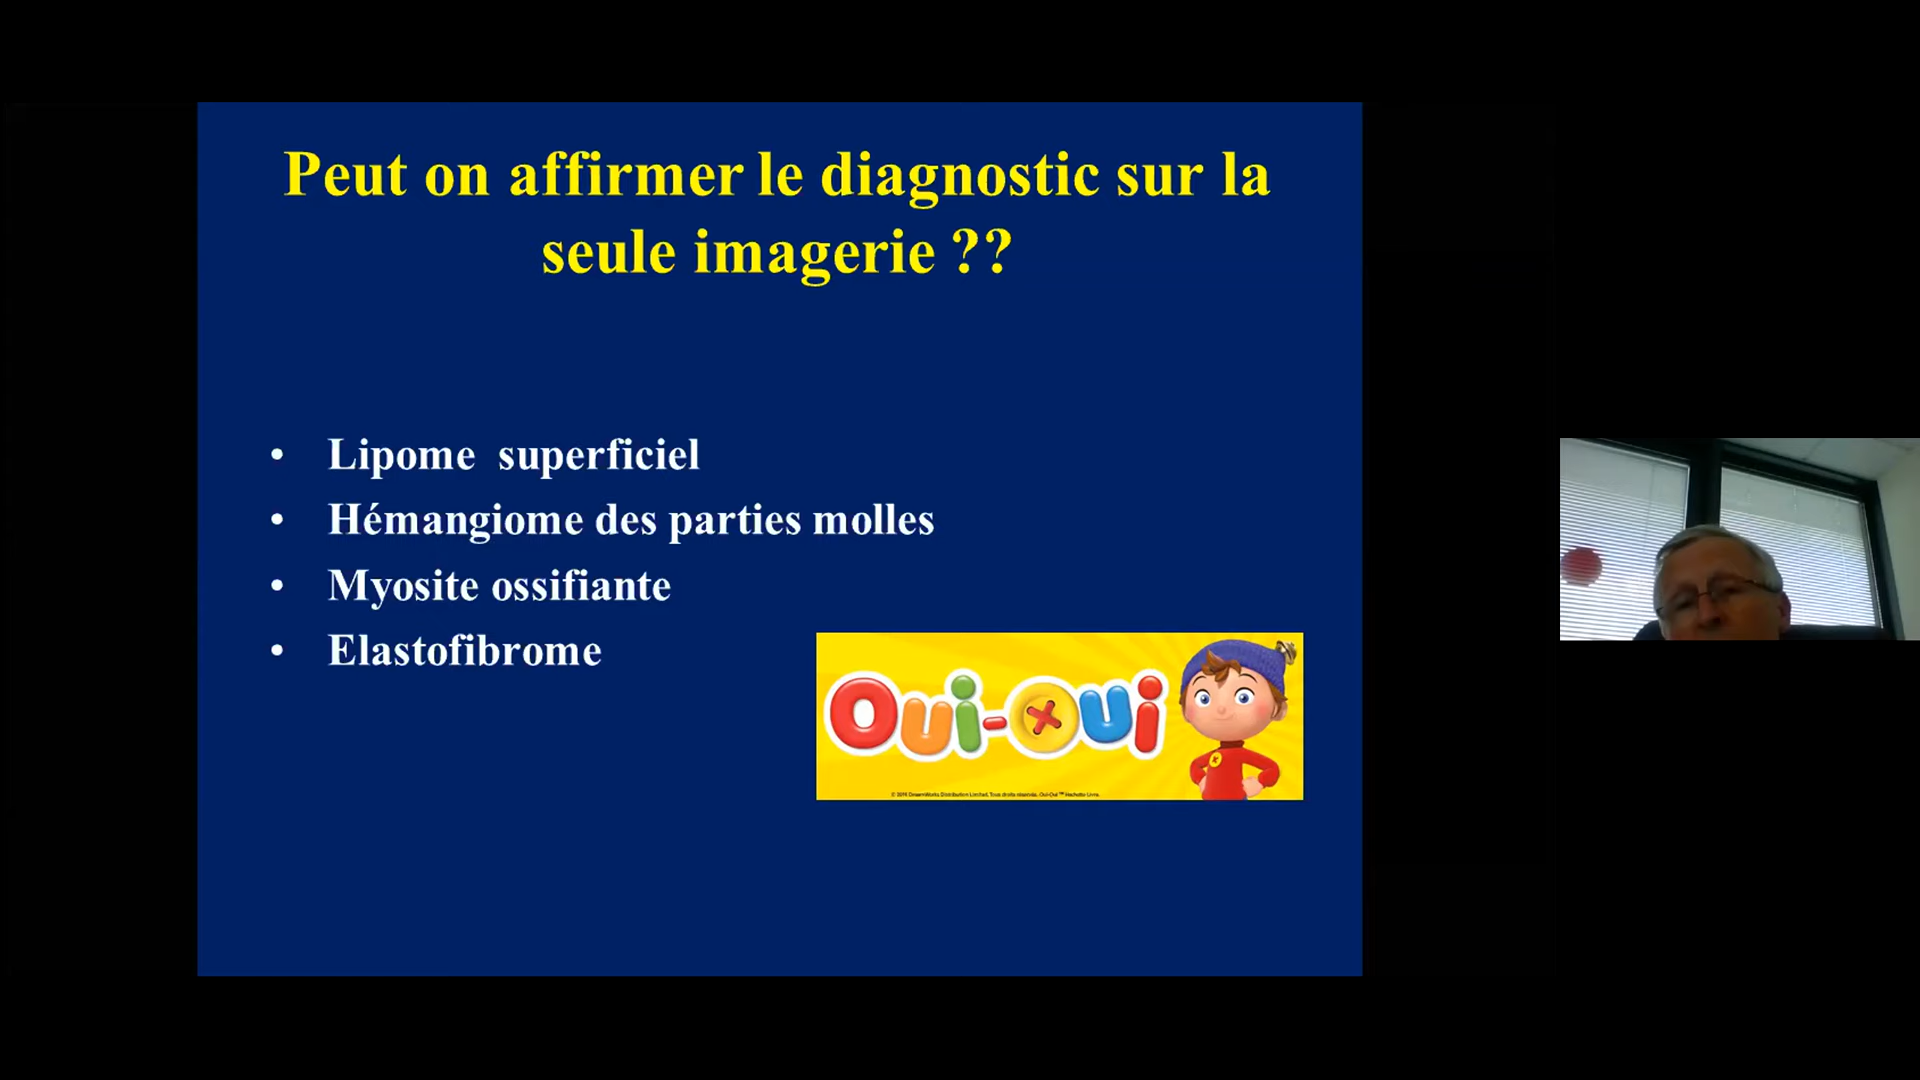 Peut on affirmer le diagnostic sur la
seule imagerie ??
• Lipome superficiel
• Hémangiome des parties molles
• Myosite ossifiante
• Elastofibrome
Oui-Oui